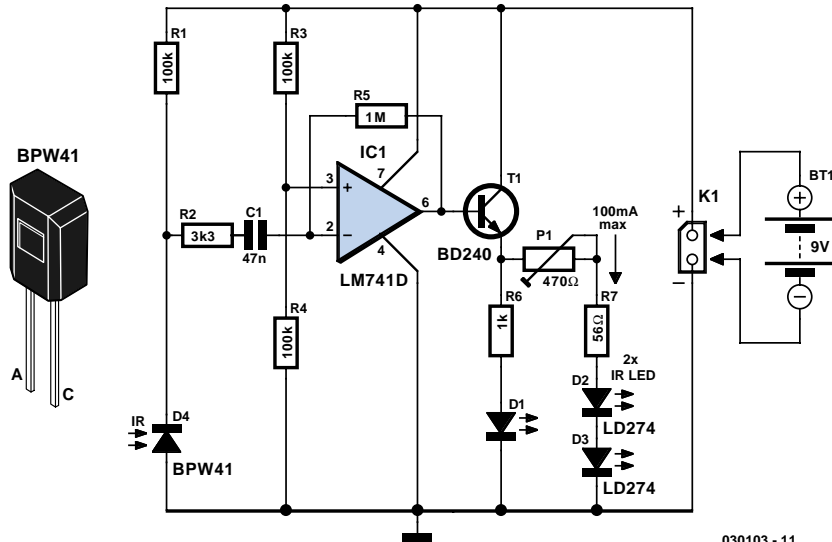 R1
100k
R3
100k
R5
1M
BPW41
IC1
7
T1
K1
BT1
3
+
R2
C1
6
100mA
max
P1
+
+
3k3
2
−
9V
47n
4
BD240
LM741D
470Ω
−
−
R6
R7
R4
1k
56Ω
100k
2x
IR LED
A
D2
C
D1
IR
D4
LD274
D3
BPW41
LD274
030103 - 11